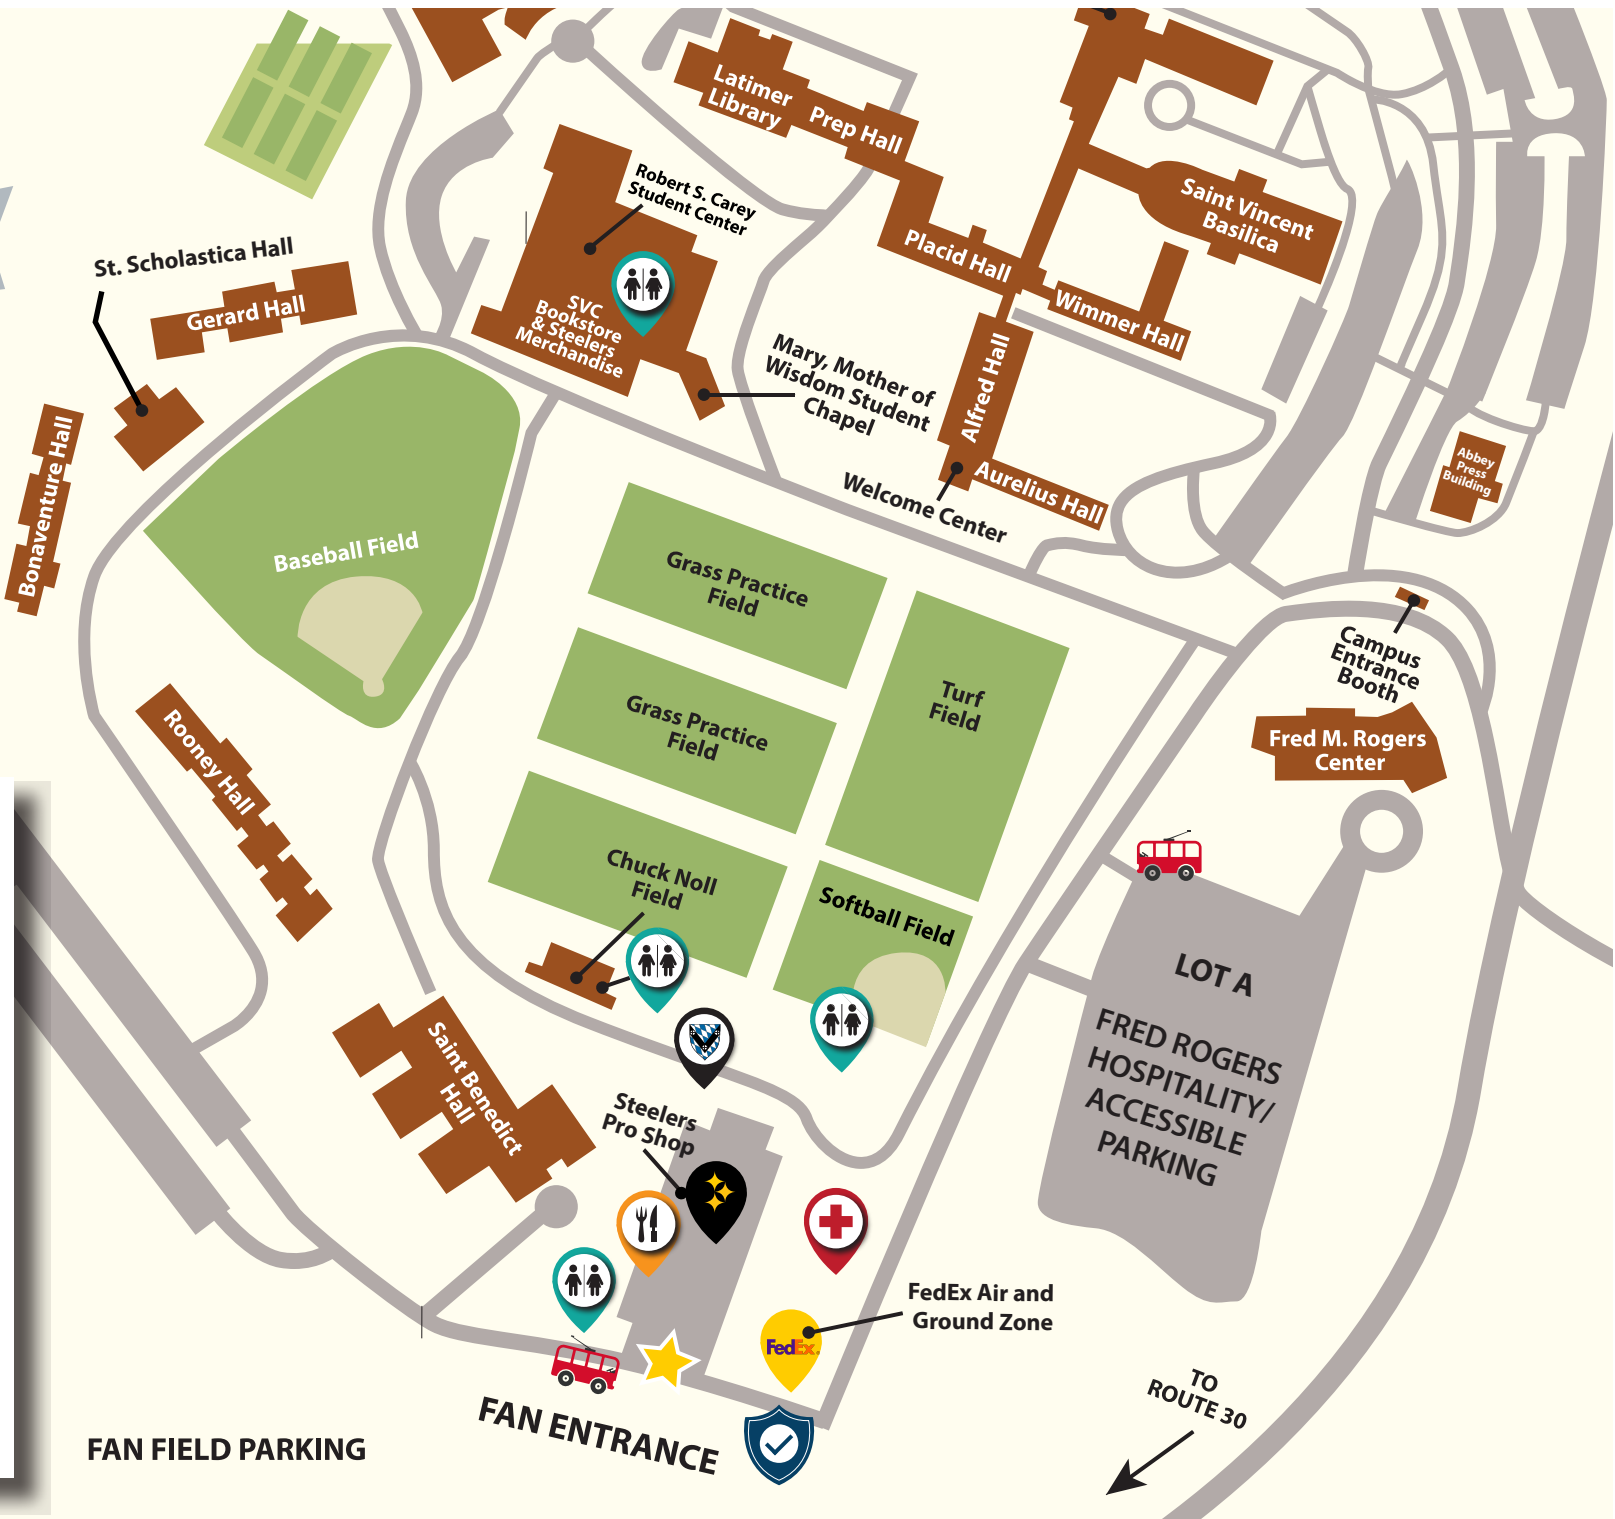 Latimer
Library
Prep Hall
Robert S. Carey
Student Center
Saint Vincent
Basilica
Placid Hall
Wimmer Hall
St. Scholastica Hall
Gerard Hall
SVC
Bookstore
& Steelers
Merchandise
Mary, Mother of
Wisdom Student
Chapel
Alfred Hall
Aurelius Hall
Welcome Center
Abbey
Press
Building
Bonaventure Hall
Baseball Field
Grass Practice
Field
Turf
Field
Campus
Entrance
Booth
Grass Practice
Field
Fred M. Rogers
Center
Rooney Hall
Chuck Noll
Field
Softball Field
LOT A
FRED ROGERS
HOSPITALITY/
ACCESSIBLE
PARKING
Saint Benedict
Hall
Steelers
Pro Shop
FedEx Air and
Ground Zone
FedEx.
TO
ROUTE 30
FAN ENTRANCE
FAN FIELD PARKING